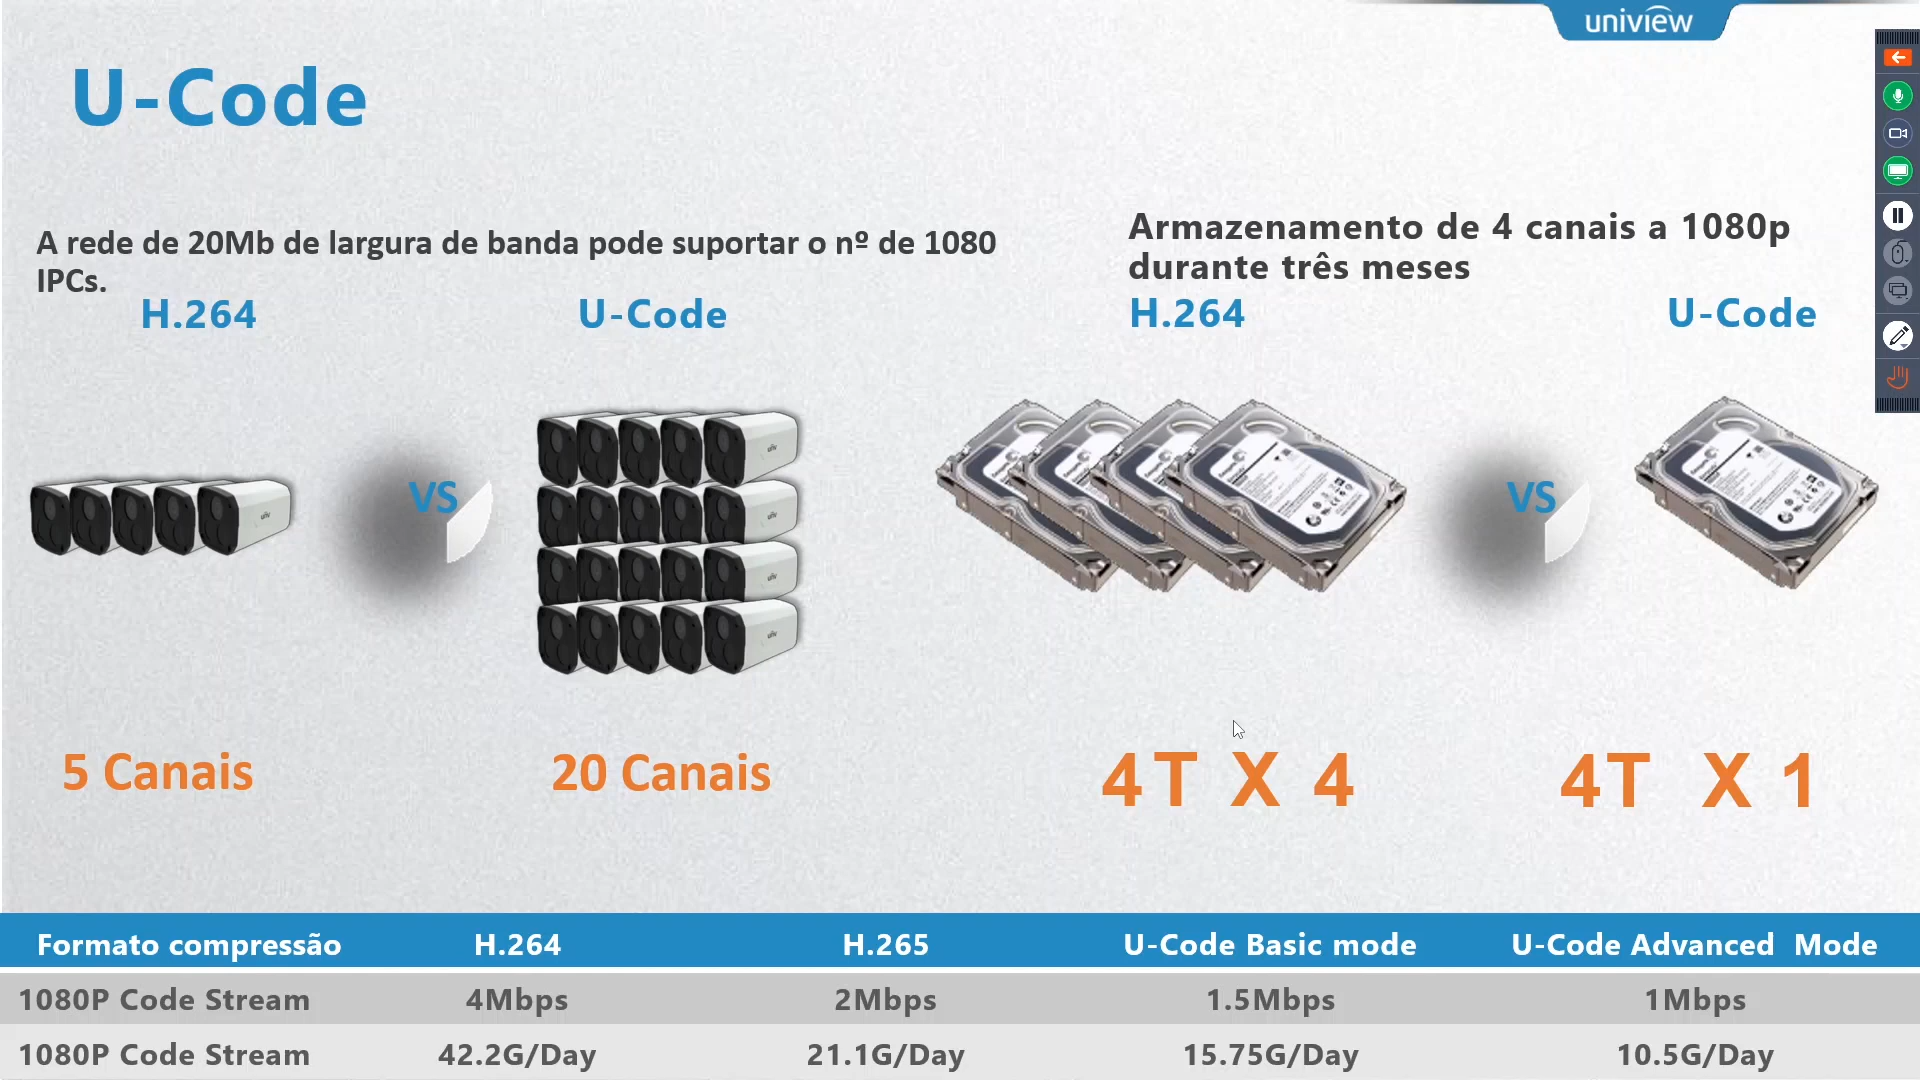 uniview
U-Code
A rede de 20Mb de largura de banda pode suportar o nº de 1080
IPCs.
H.264
U-Code
VS
5 Canais
20 Canais
Armazenamento de 4 canais a 1080p
durante três meses
H.264
U-Code
VS
4T X 4
4T X 1
Formato compressão H.264 H.265 U-Code Basic mode U-Code Advanced Mode
1080P Code Stream 4Mbps 2Mbps 1.5Mbps 1Mbps
1080P Code Stream 42.2G/Day 21.1G/Day 15.75G/Day 10.5G/Day